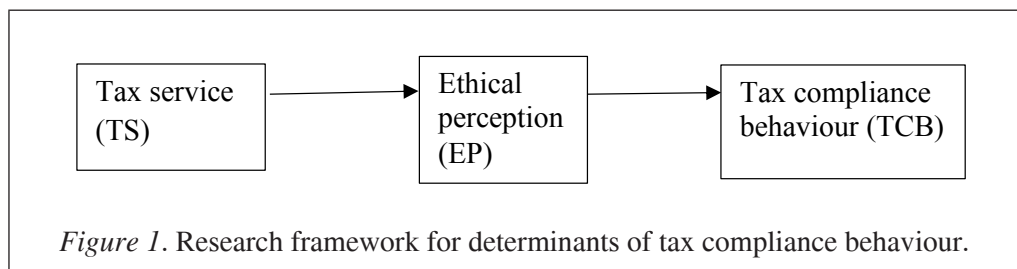 Tax service
(TS)
Ethical
perception
(EP)
Tax compliance
behaviour (TCB)
Figure 1. Research framework for determinants of tax compliance behaviour.